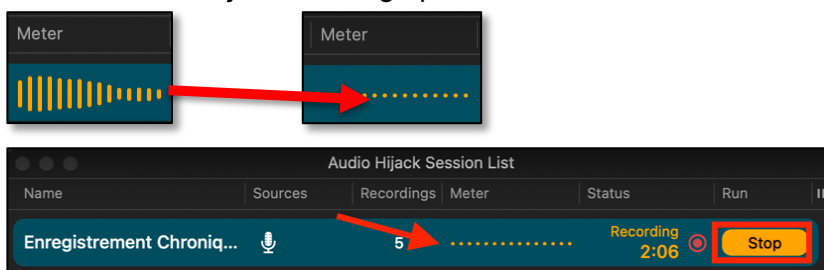 Meter
Meter
Audio Hijack Session List
Name Sources Recordings Meter Status Run
Enregistrement Chroniq... 5 Recording 2:06 Stop